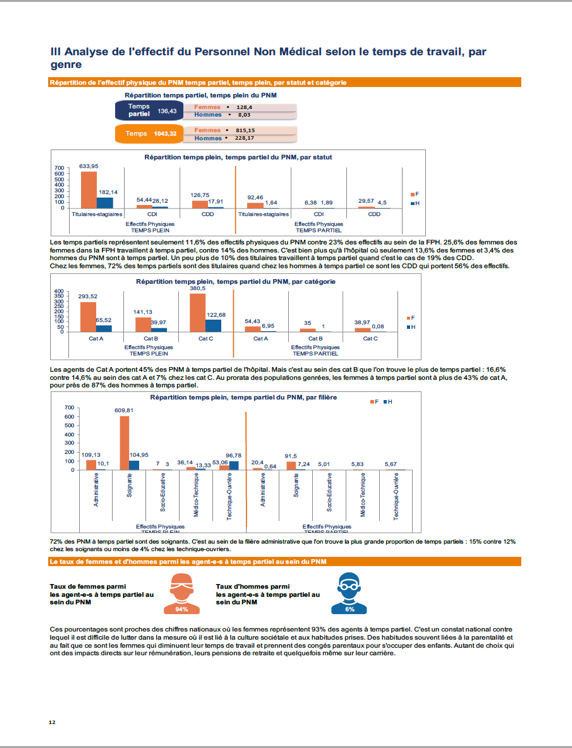 III Analyse de l'effectif du Personnel Non Médical selon le temps de travail, par
genre
Répartition de l'effectif physique du PNM temps partiel, temps plein, par statut et catégorie
Répartition temps partiel, temps plein du PNM
Temps partiel 136,43
Femmes • 128,4
Hommes • 8,03
Temps 1043,32
Femmes • 815,15
Hommes • 228,17
Répartition temps plein, temps partiel du PNM, par statut
700
600
500
400
300
200
100
0
633,95
182,14
54,44
26,12
126,75
17,91
92,46
1,64
6,38
1,89
29,57
4,5
F
H
Titulaires-stagiaires CDI CDD Titulaires-stagiaires CDI CDD
Effectifs Physiques Effectifs Physiques
TEMPS PLEIN TEMPS PARTIEL
Les temps partiels représentent seulement 11,6% des effectifs physiques du PNM contre 23% des effectifs au sein de la FPH. 25,6% des femmes des
femmes dans la FPH travaillent à temps partiel, contre 14% des hommes. C'est bien plus qu'à l'hôpital où seulement 13,6% des femmes et 3,4% des
hommes du PNM sont à temps partiel. Un peu plus de 10% des titulaires travaillent à temps partiel quand c'est le cas de 19% des CDD.
Chez les femmes, 72% des temps partiels sont des titulaires quand chez les hommes à temps partiel ce sont les CDD qui portent 56% des effectifs.
Répartition temps plein, temps partiel du PNM, par catégorie
400
350
300
250
200
150
100
50
0
293,52
65,52
141,13
39,97
380,5
122,68
54,43
6,95
35
1
38,97
0,08
F
H
Cat A Cat B Cat C Cat A Cat B Cat C
Effectifs Physiques Effectifs Physiques
TEMPS PLEIN TEMPS PARTIEL
Les agents de Cat A portent 45% des PNM à temps partiel de l'hôpital. Mais c'est au sein des cat B que l'on trouve le plus de temps partiel : 16,6%
contre 14,6% au sein des cat A et 7% chez les cat C. Au prorata des populations genrées, les femmes à temps partiel sont à plus de 43% de cat A,
pour près de 87% des hommes à temps partiel.
Répartition temps plein, temps partiel du PNM, par filière
F H
700
600
500
400
300
200
100
0
109,13
10,1
609,81
104,95
7
3
36,14
13,33
53,06
96,78
20,4
0,64
91,5
7,24
5,01
5,83
5,67
Administrative
Soignante
Socio-Educative
Médico-Technique
Technique-Ouvrière
Administrative
Soignante
Socio-Educative
Médico-Technique
Technique-Ouvrière
Effectifs Physiques Effectifs Physiques
TEMPS PLEIN TEMPS PARTIEL
72% des PNM à temps partiel sont des soignants. C'est au sein de la filière administrative que l'on trouve la plus grande proportion de temps partiels : 15% contre 12%
chez les soignants ou moins de 4% chez les technique-ouvriers.
Le taux de femmes et d'hommes parmi les agent-e-s à temps partiel au sein du PNM
Taux de femmes parmi
les agent-e-s à temps partiel au
sein du PNM
94%
Taux d'hommes parmi
les agent-e-s à temps partiel au
sein du PNM
6%
Ces pourcentages sont proches des chiffres nationaux où les femmes représentent 93% des agents à temps partiel. C'est un constat national contre
lequel il est difficile de lutter dans la mesure où il est lié à la culture sociétale et aux habitudes prises. Des habitudes souvent liées à la parentalité et
au fait que ce sont les femmes qui diminuent leur temps de travail et prennent des congés parentaux pour s'occuper des enfants. Autant de choix qui
ont des impacts directs sur leur rémunération, leurs pensions de retraite et quelquefois même sur leur carrière.
12